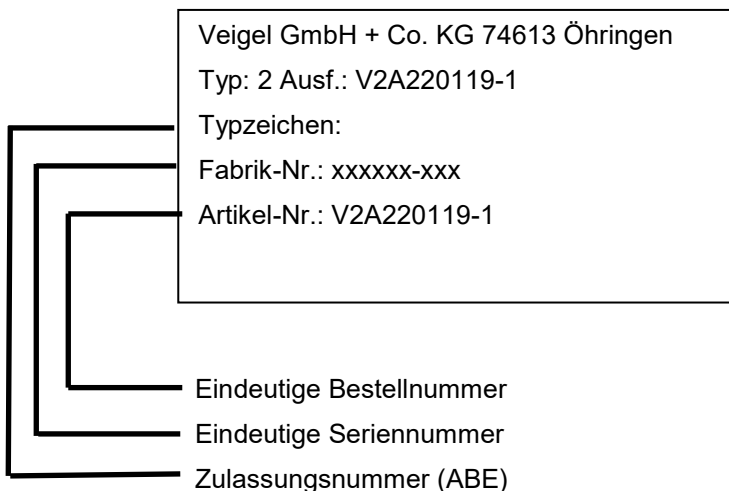 Veigel GmbH + Co. KG 74613 Öhringen
Typ: 2 Ausf.: V2A220119-1
Typzeichen:
Fabrik-Nr.: xxxxxx-xxx
Artikel-Nr.: V2A220119-1
Eindeutige Bestellnummer
Eindeutige Seriennummer
Zulassungsnummer (ABE)